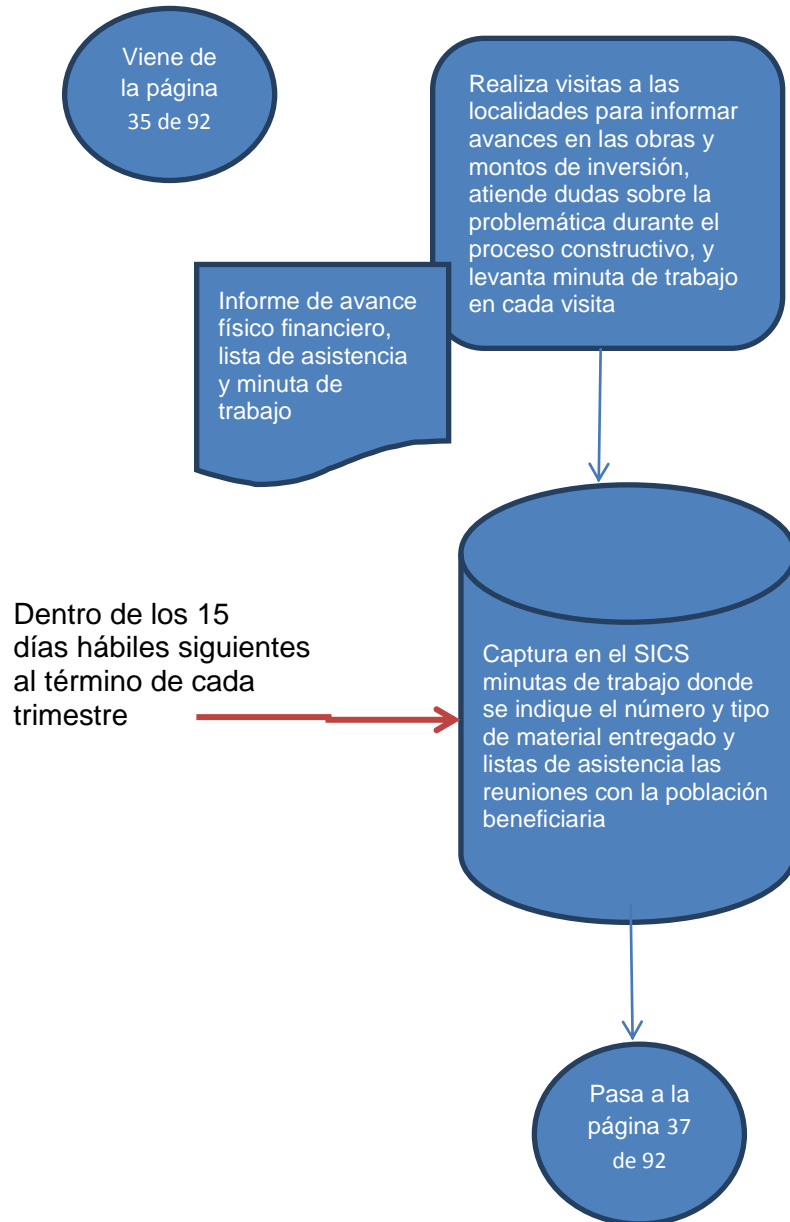 Viene de
la página
35 de 92
Realiza visitas a las
localidades para informar
avances en las obras y
montos de inversión,
atiende dudas sobre la
problemática durante el
proceso constructivo, y
levanta minuta de trabajo
en cada visita
Informe de avance
físico financiero,
lista de asistencia
y minuta de
trabajo
Dentro de los 15
días hábiles siguientes
al término de cada
trimestre
Captura en el SICS
minutas de trabajo donde
se indique el número y tipo
de material entregado y
listas de asistencia las
reuniones con la población
beneficiaria
Pasa a la
página 37
de 92